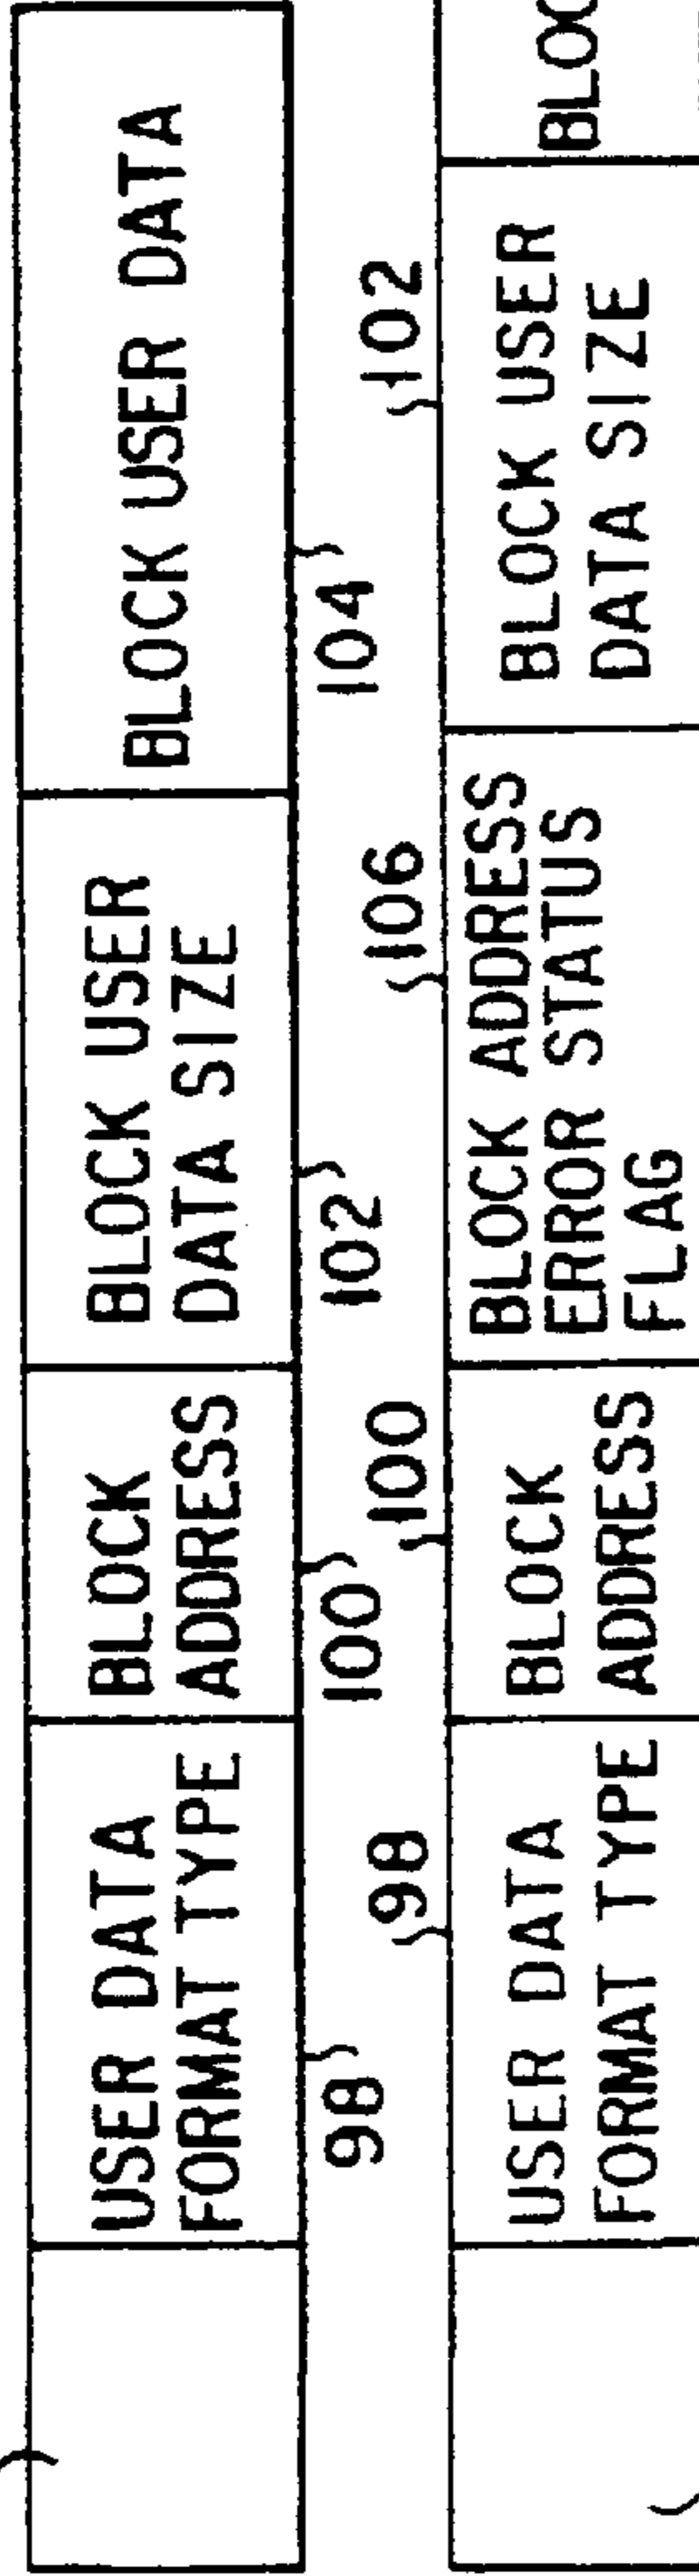 USER DATA
FORMAT TYPE
BLOCK
ADDRESS
BLOCK USER
DATA SIZE
BLOCK USER DATA
98
100
102
104
98
100
106
102
USER DATA
FORMAT TYPE
BLOCK
ADDRESS
BLOCK ADDRESS
ERROR STATUS
FLAG
BLOCK USER
DATA SIZE